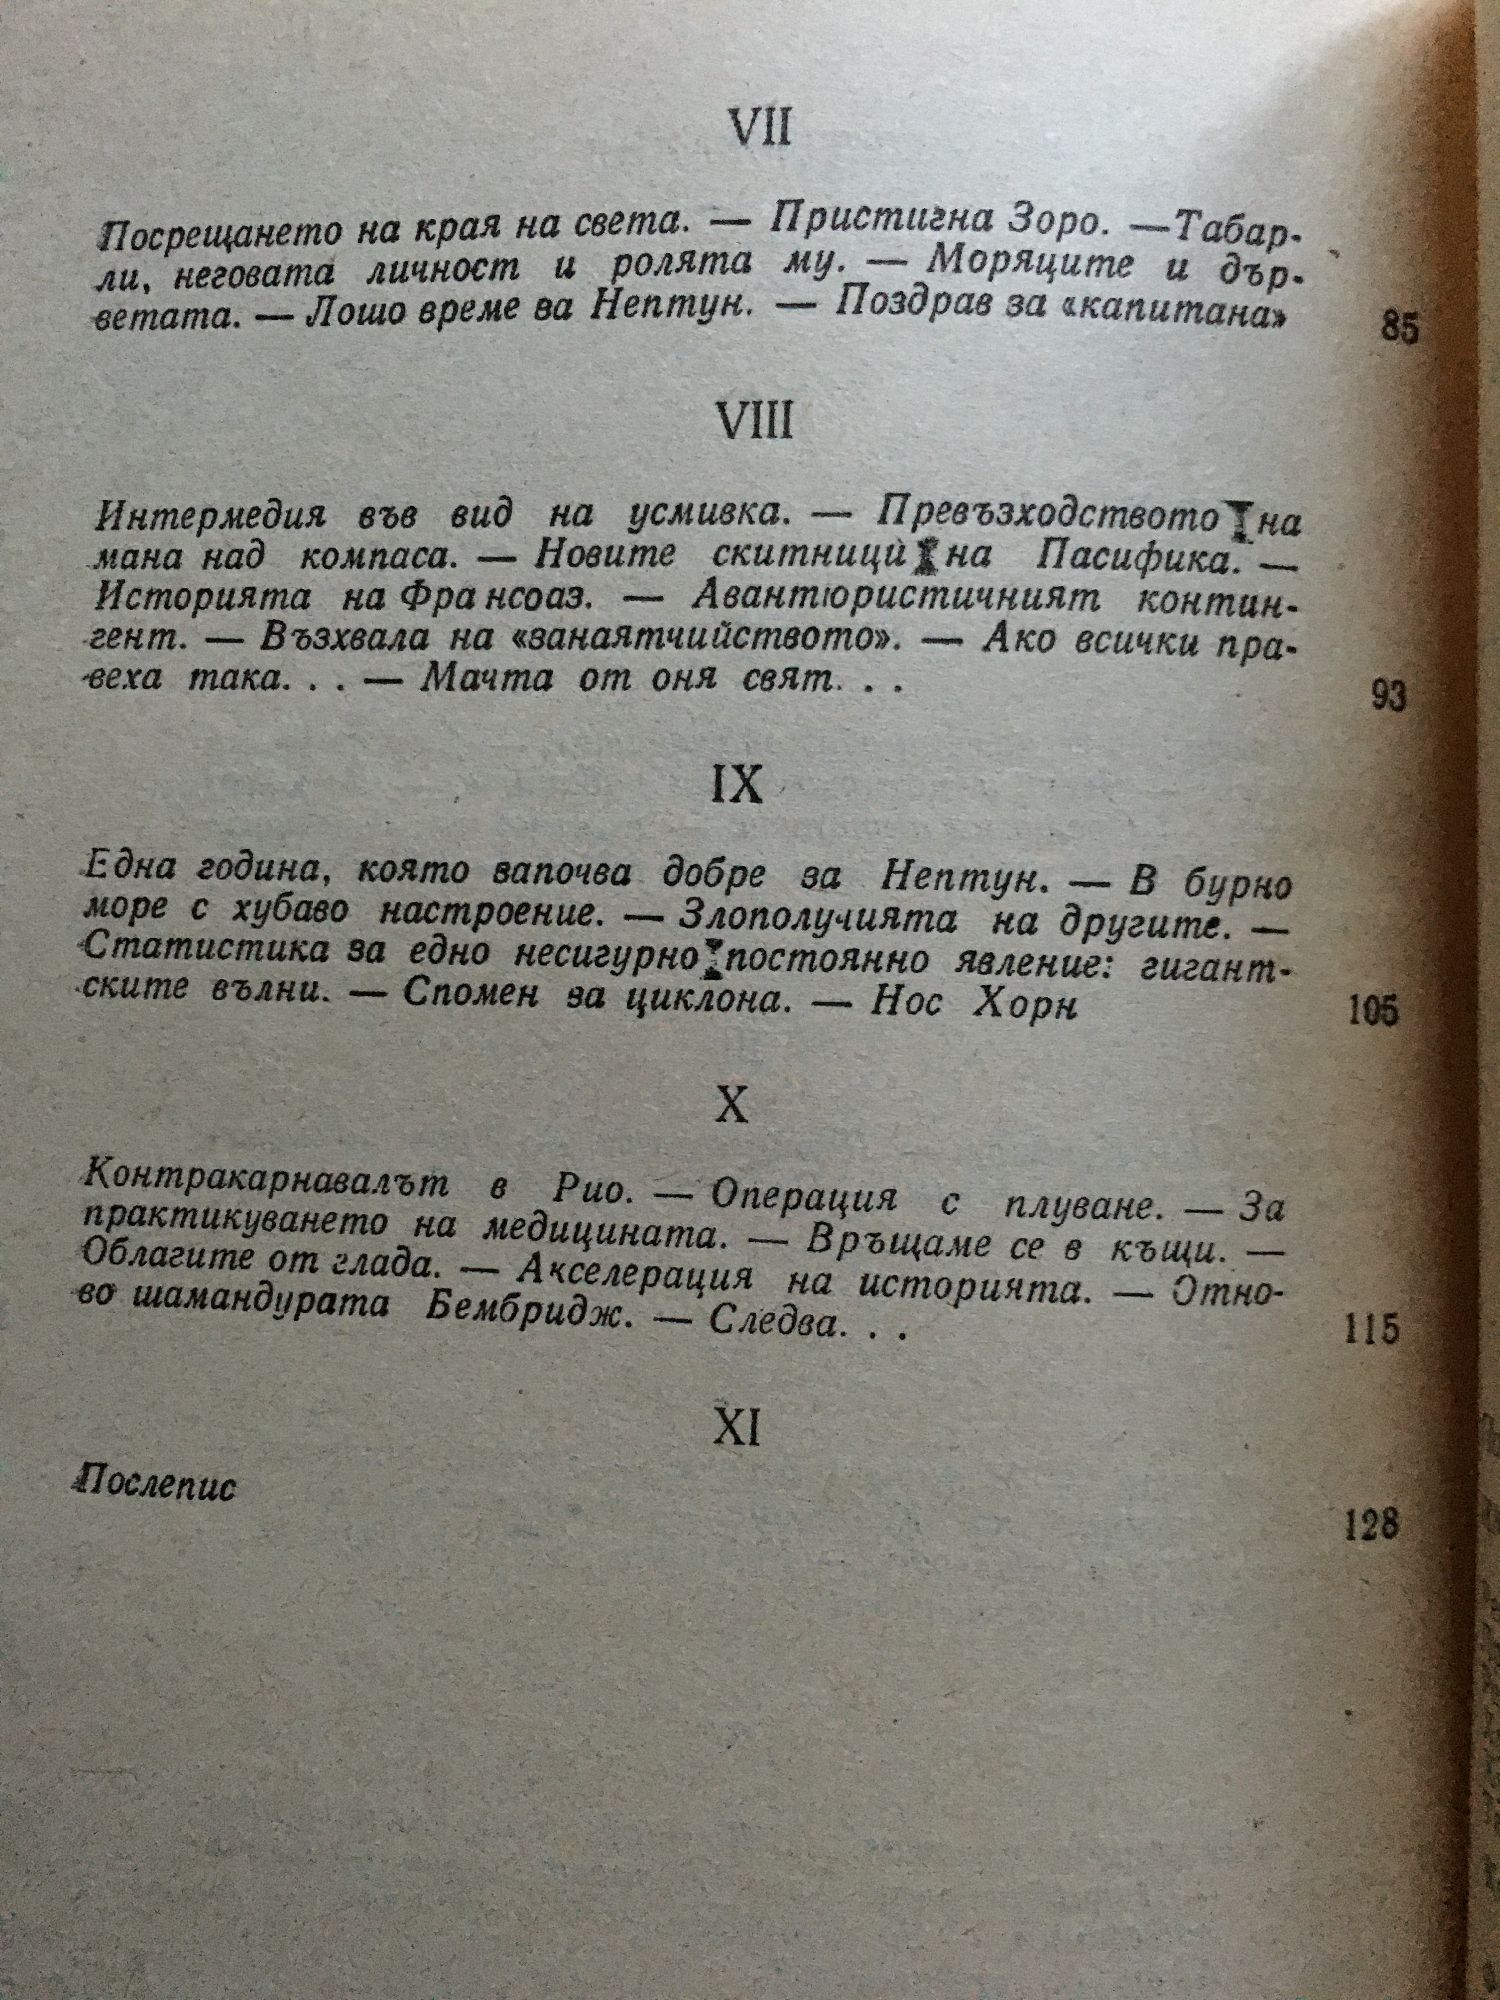 VII
Посрещането на края на света. — Пристигна Зоро. — Табар-
ли, неговата личност и ролята му. — Моряците и дър-
ветата. — Лошо време за Нептун. — Поздрав за «капитана» 85
VIII
Интермедия във вид на усмивка. — Превъзходството на
мана над компаса. — Новите скитници на Пасифика. —
Историята на Франсоаз. — Авантюристичният контин-
гент. — Възхвала на «занаятчийството». — Ако всички пра-
веха така. . . — Мачта от оня свят. . . 93
IX
Една година, която започва добре за Нептун. — В бурно
море с хубаво настроение. — Злополучията на другите. —
Статистика за едно несигурно постоянно явление: гигант-
ските вълни. — Спомен за циклона. — Нос Хорн 105
X
Контракарнавалът в Рио. — Операция с плуване. — За
практикуването на медицината. — Връщаме се в къщи. —
Облагите от глада. — Акселерация на историята. — Отно-
во шамандурата Бембридж. — Следва. . . 115
XI
Послепис 128